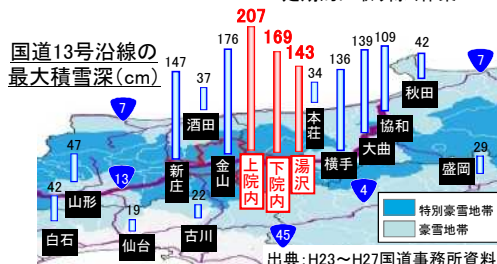 国道13号沿線の
最大積雪深(cm)
207
169
143
176
147
37
34
136
139
109
42
7
7
秋田
協和
大曲
横手
本荘
湯沢
下院内
上院内
金山
酒田
新庄
47
山形
13
42
白石
19
仙台
22
古川
45
4
29
盛岡
特別豪雪地帯
豪雪地帯
出典:H23~H27国道事務所資料